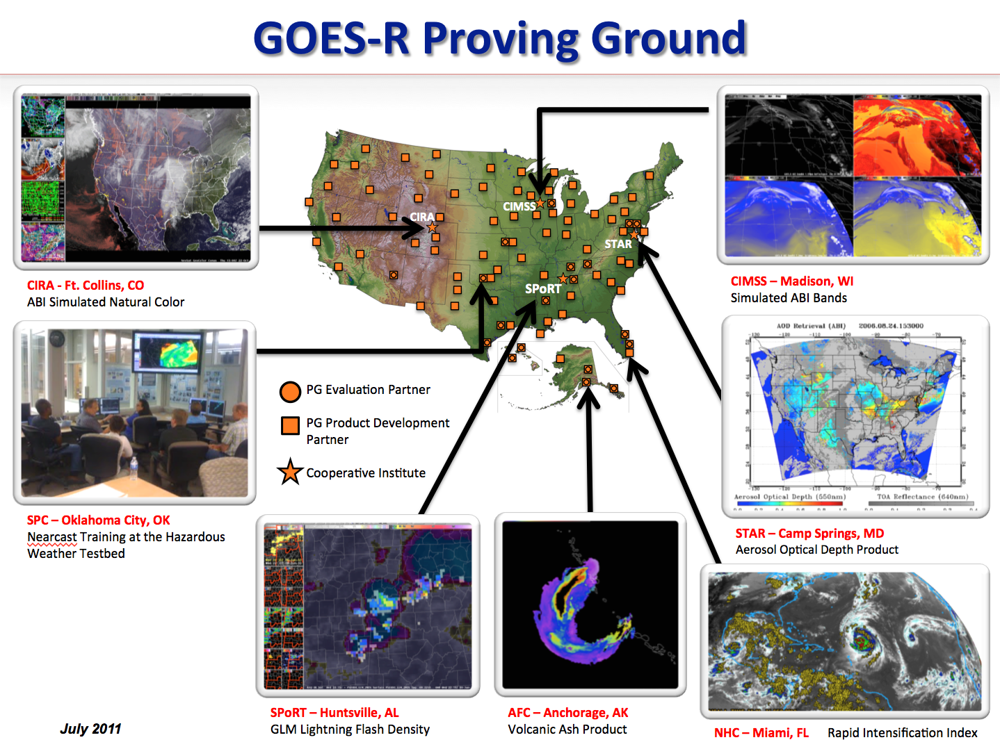 GOES-R Proving Ground
CIRA - Ft. Collins, CO
ABI Simulated Natural Color
SPC – Oklahoma City, OK
Nearcast Training at the Hazardous
Weather Testbed
CIRA
CIMSS
STAR
SPoRT
PG Evaluation Partner
PG Product Development
Partner
Cooperative Institute
CIMSS – Madison, WI
Simulated ABI Bands
AOD Retrieval (ABI) 2006.08.24.153000
Aerosol Optical Depth (550nm) TOA Reflectance (640nm)
STAR – Camp Springs, MD
Aerosol Optical Depth Product
SPoRT – Huntsville, AL
GLM Lightning Flash Density
AFC – Anchorage, AK
Volcanic Ash Product
NHC – Miami, FL Rapid Intensification Index
July 2011